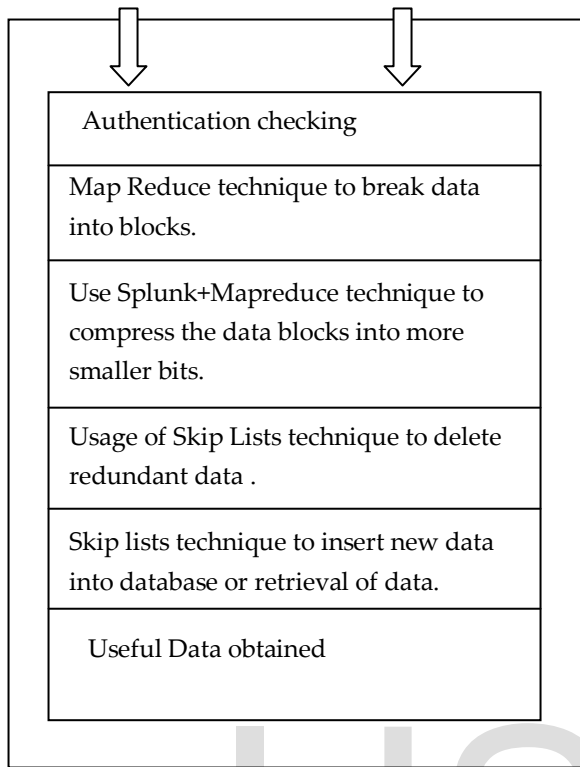 Authentication checking
Map Reduce technique to break data
into blocks.
Use Splunk+Mapreduce technique to
compress the data blocks into more
smaller bits.
Usage of Skip Lists technique to delete
redundant data .
Skip lists technique to insert new data
into database or retrieval of data.
Useful Data obtained